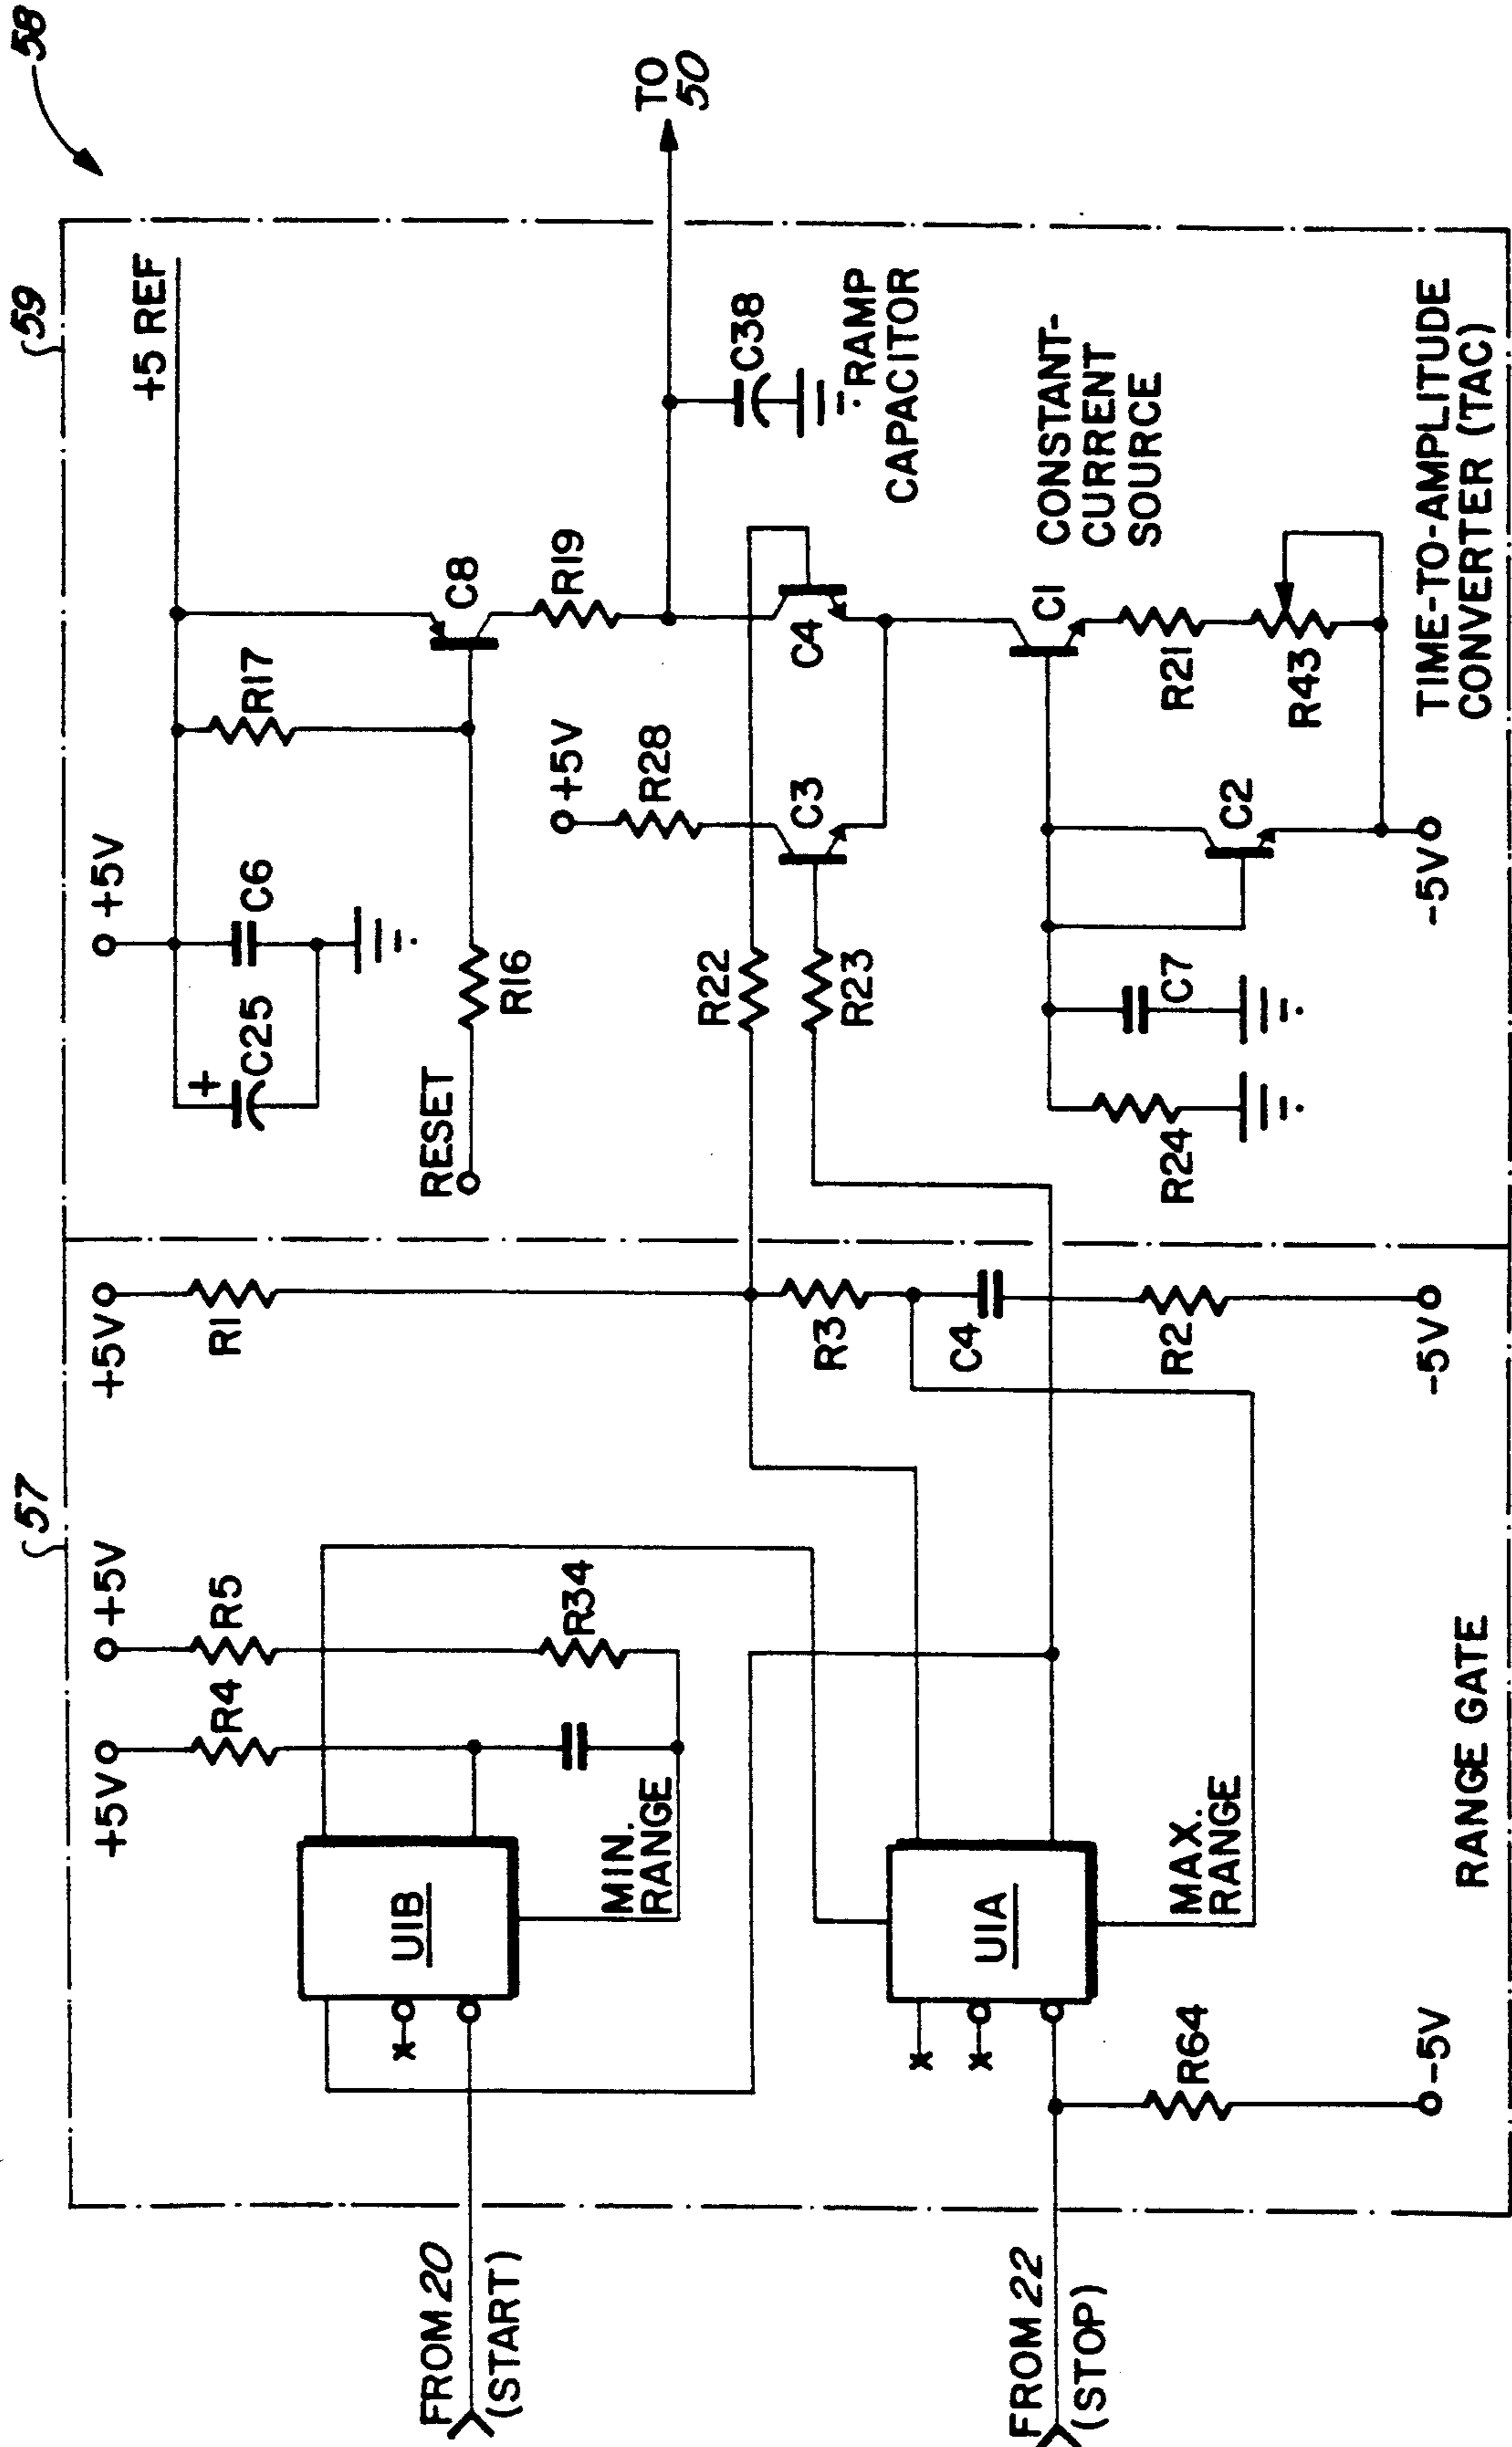 58
59
57
+5 REF
+5V
C6
C25
+
R17
C8
R19
TO
50
C38
RAMP
CAPACITOR
RESET
R16
+5V
R28
C3
C4
R22
R23
CONSTANT-
CURRENT
SOURCE
C1
R21
R43
C2
C7
R24
-5V
TIME-TO-AMPLITUDE
CONVERTER (TAC)
+5V
R1
R3
C4
R2
-5V
+5V
R5
R34
+5V
R4
U1B
MIN.
RANGE
x
U1A
MAX.
RANGE
x
x
R64
-5V
RANGE GATE
FROM 20
(START)
FROM 22
(STOP)